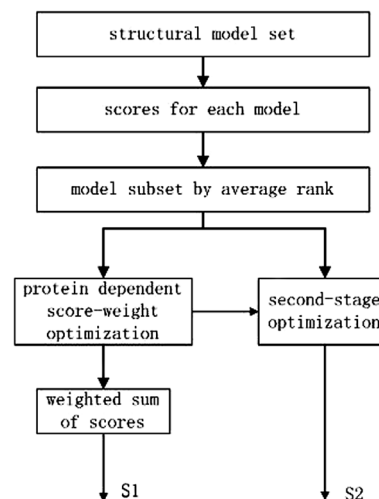 structural model set
scores for each model
model subset by average rank
protein dependent
score-weight
optimization
second-stage
optimization
weighted sum
of scores
S1
S2